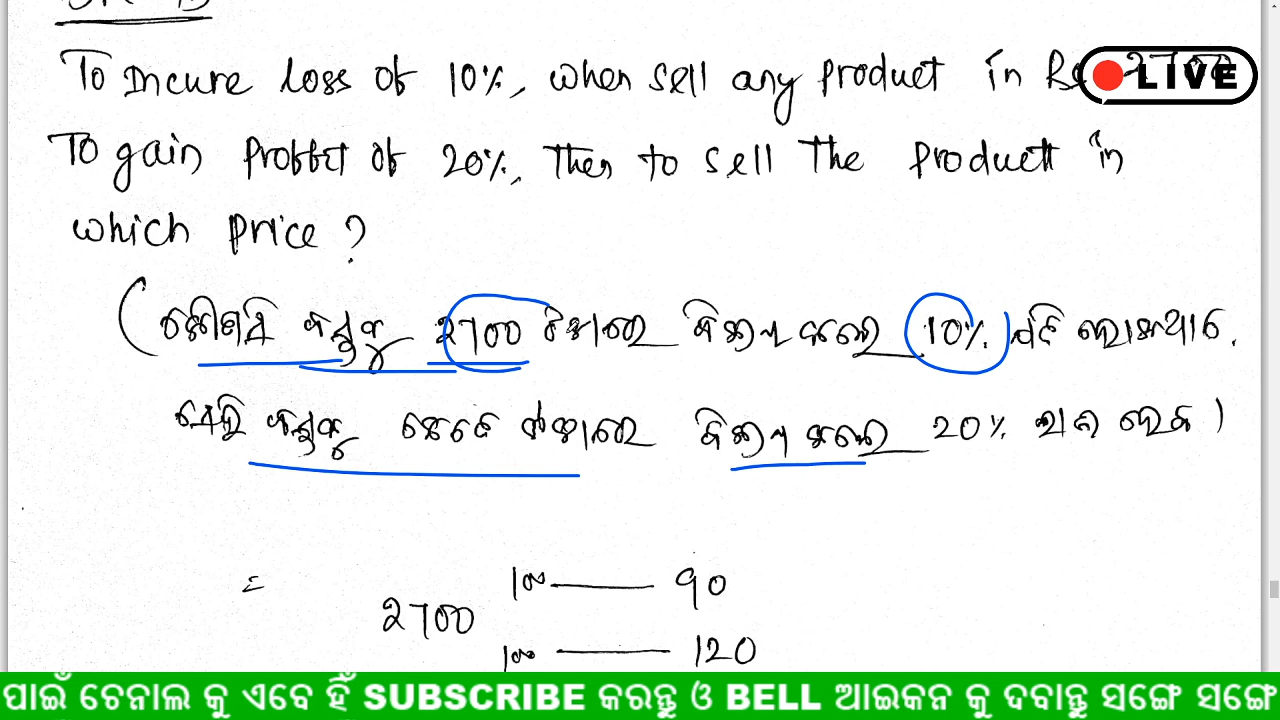 To Incure loss of 10%, when sell any product in Rs 2700
LIVE
To gain Profit of 20%, Then to sell The Product in
which Price ?
( କୌଣସି ବସ୍ତୁକୁ 2700 ଟଙ୍କାରେ ବିକ୍ରୟ କଲେ 10% କ୍ଷତି ହୋଇଥାଏ.
ସେହି ବସ୍ତୁକୁ କେତେ ଟଙ୍କାରେ ବିକ୍ରୟ କଲେ 20% ଲାଭ ହେବ )
= 2700 100 — 90
100 — 120
ପାଇଁ ଚେନାଲ କୁ ଏବେ ହିଁ SUBSCRIBE କରନ୍ତୁ ଓ BELL ଆଇକନ କୁ ଦବାନ୍ତୁ ସଙ୍ଗେ ସଙ୍ଗେ